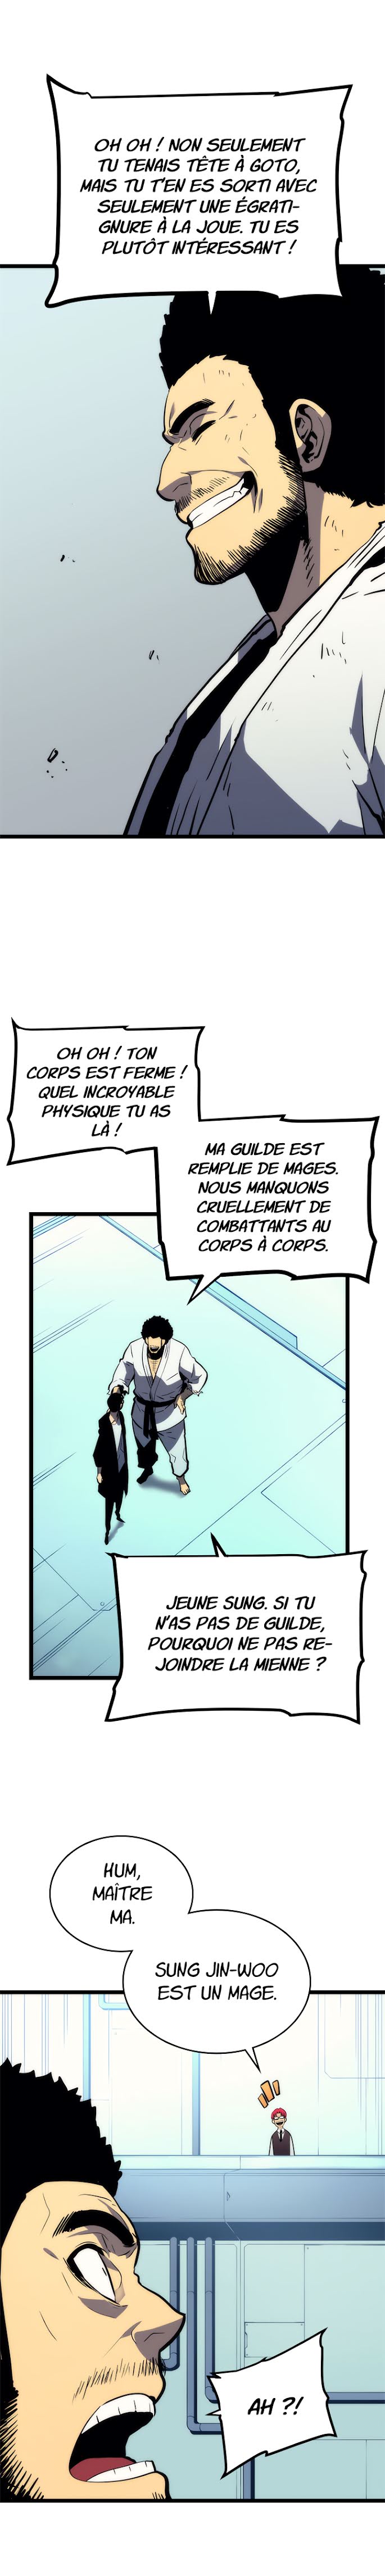 OH OH ! NON SEULEMENT
TU TENAIS TÊTE À GOTO,
MAIS TU T'EN ES SORTI AVEC
SEULEMENT UNE ÉGRATI-
GNURE À LA JOUE. TU ES
PLUTÔT INTÉRESSANT !
OH OH ! TON
CORPS EST FERME !
QUEL INCROYABLE
PHYSIQUE TU AS
LÀ !
MA GUILDE EST
REMPLIE DE MAGES.
NOUS MANQUONS
CRUELLEMENT DE
COMBATTANTS AU
CORPS À CORPS.
JEUNE SUNG. SI TU
N'AS PAS DE GUILDE,
POURQUOI NE PAS RE-
JOINDRE LA MIENNE ?
HUM,
MAÎTRE
MA.
SUNG JIN-WOO
EST UN MAGE.
AH ?!